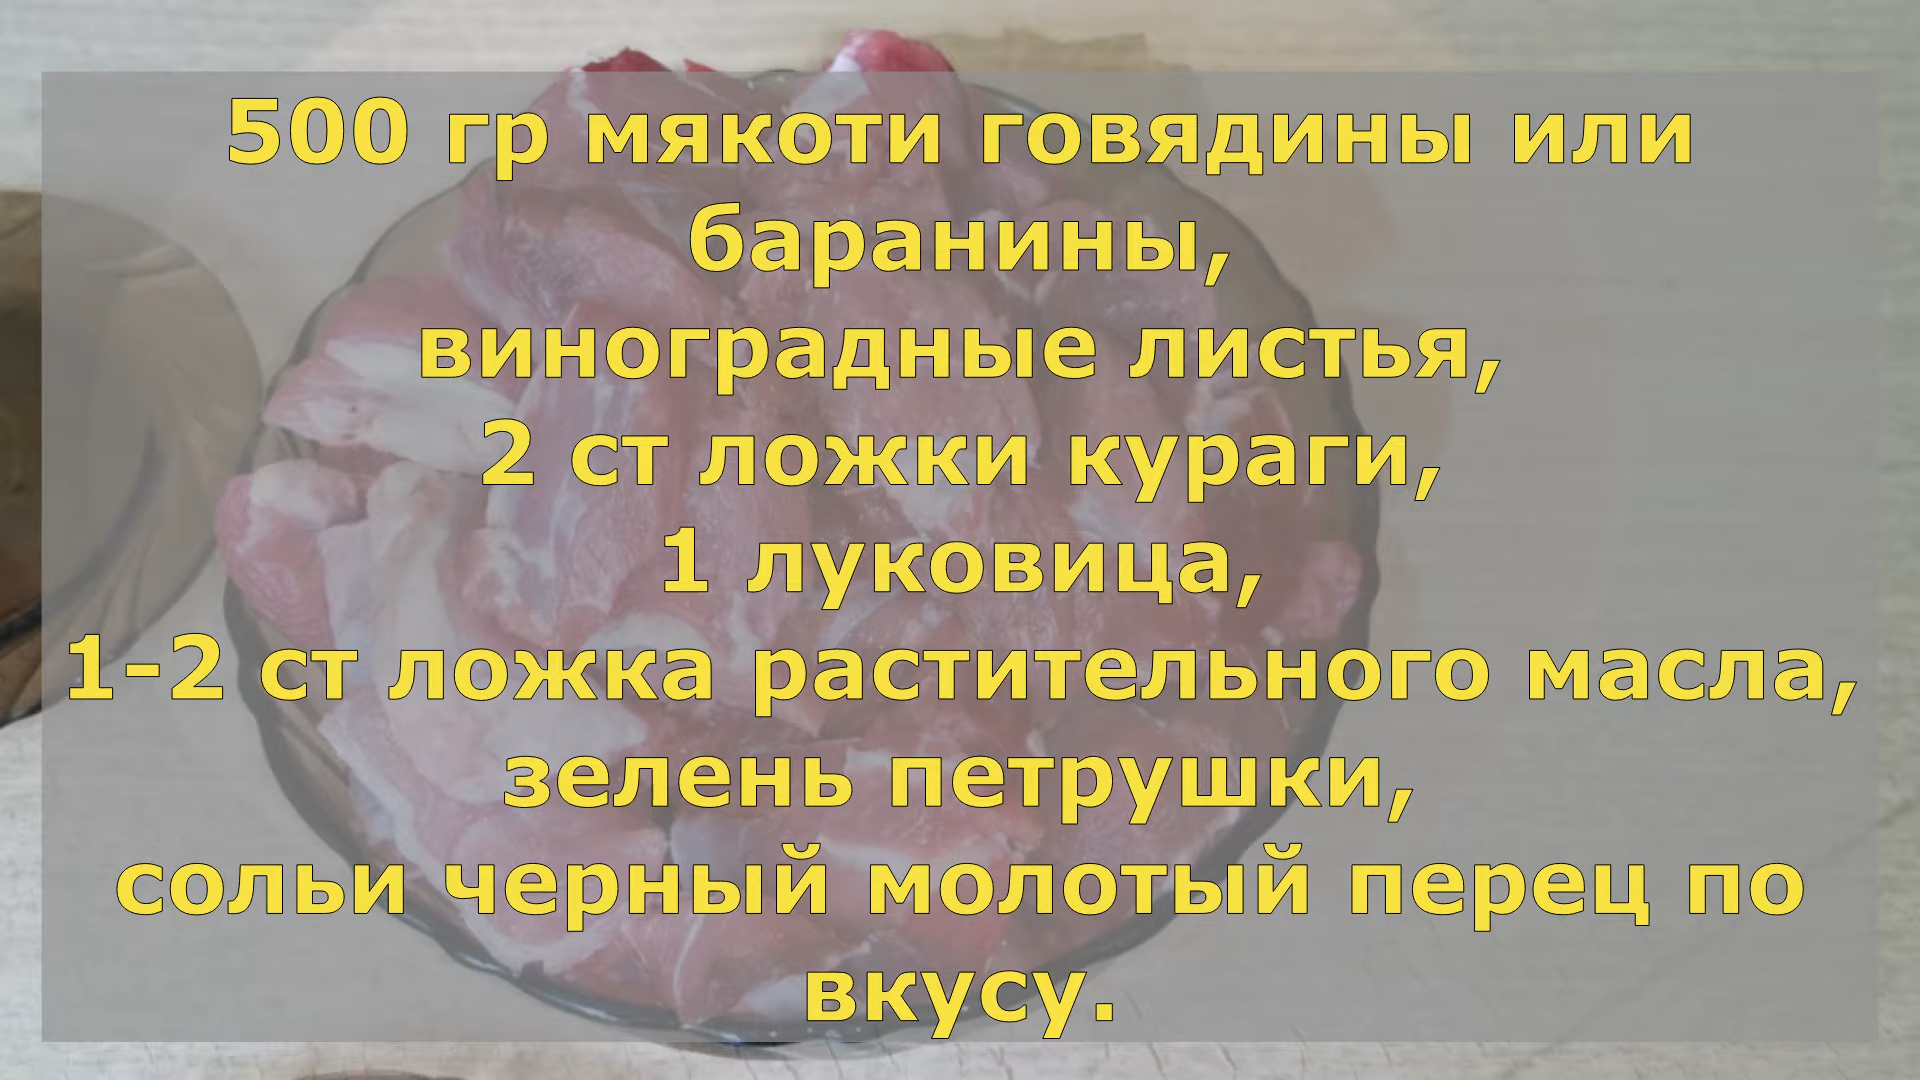 500 гр мякоти говядины или
баранины,
виноградные листья,
2 ст ложки кураги,
1 луковица,
1-2 ст ложка растительного масла,
зелень петрушки,
сольи черный молотый перец по
вкусу.